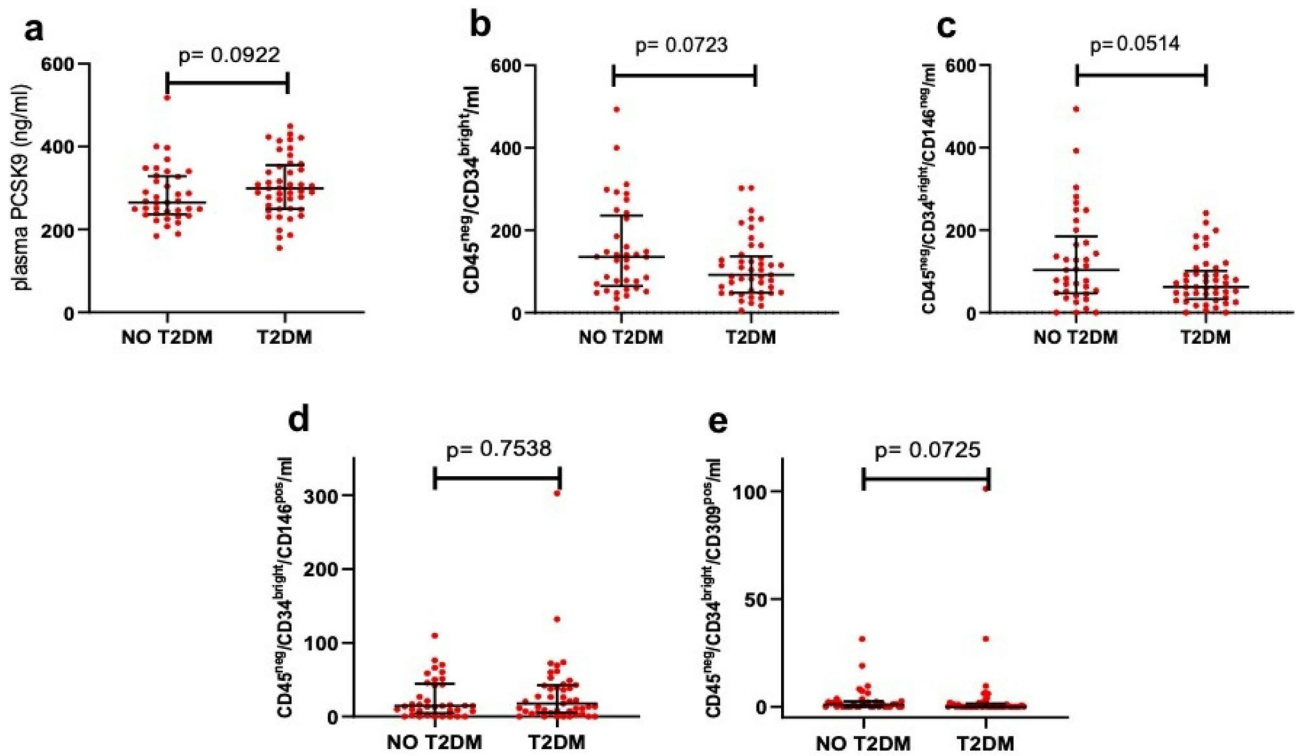 a
p= 0.0922
plasma PCSK9 (ng/ml)
600
400
200
0
NO T2DM T2DM
b
p= 0.0723
CD45neg/CD34bright/ml
600
400
200
0
NO T2DM T2DM
c
p=0.0514
CD45neg/CD34bright/CD146neg/ml
600
400
200
0
NO T2DM T2DM
d
p= 0.7538
CD45neg/CD34bright/CD146pos/ml
300
200
100
0
NO T2DM T2DM
e
p= 0.0725
CD45neg/CD34bright/CD309pos/ml
100
50
0
NO T2DM T2DM